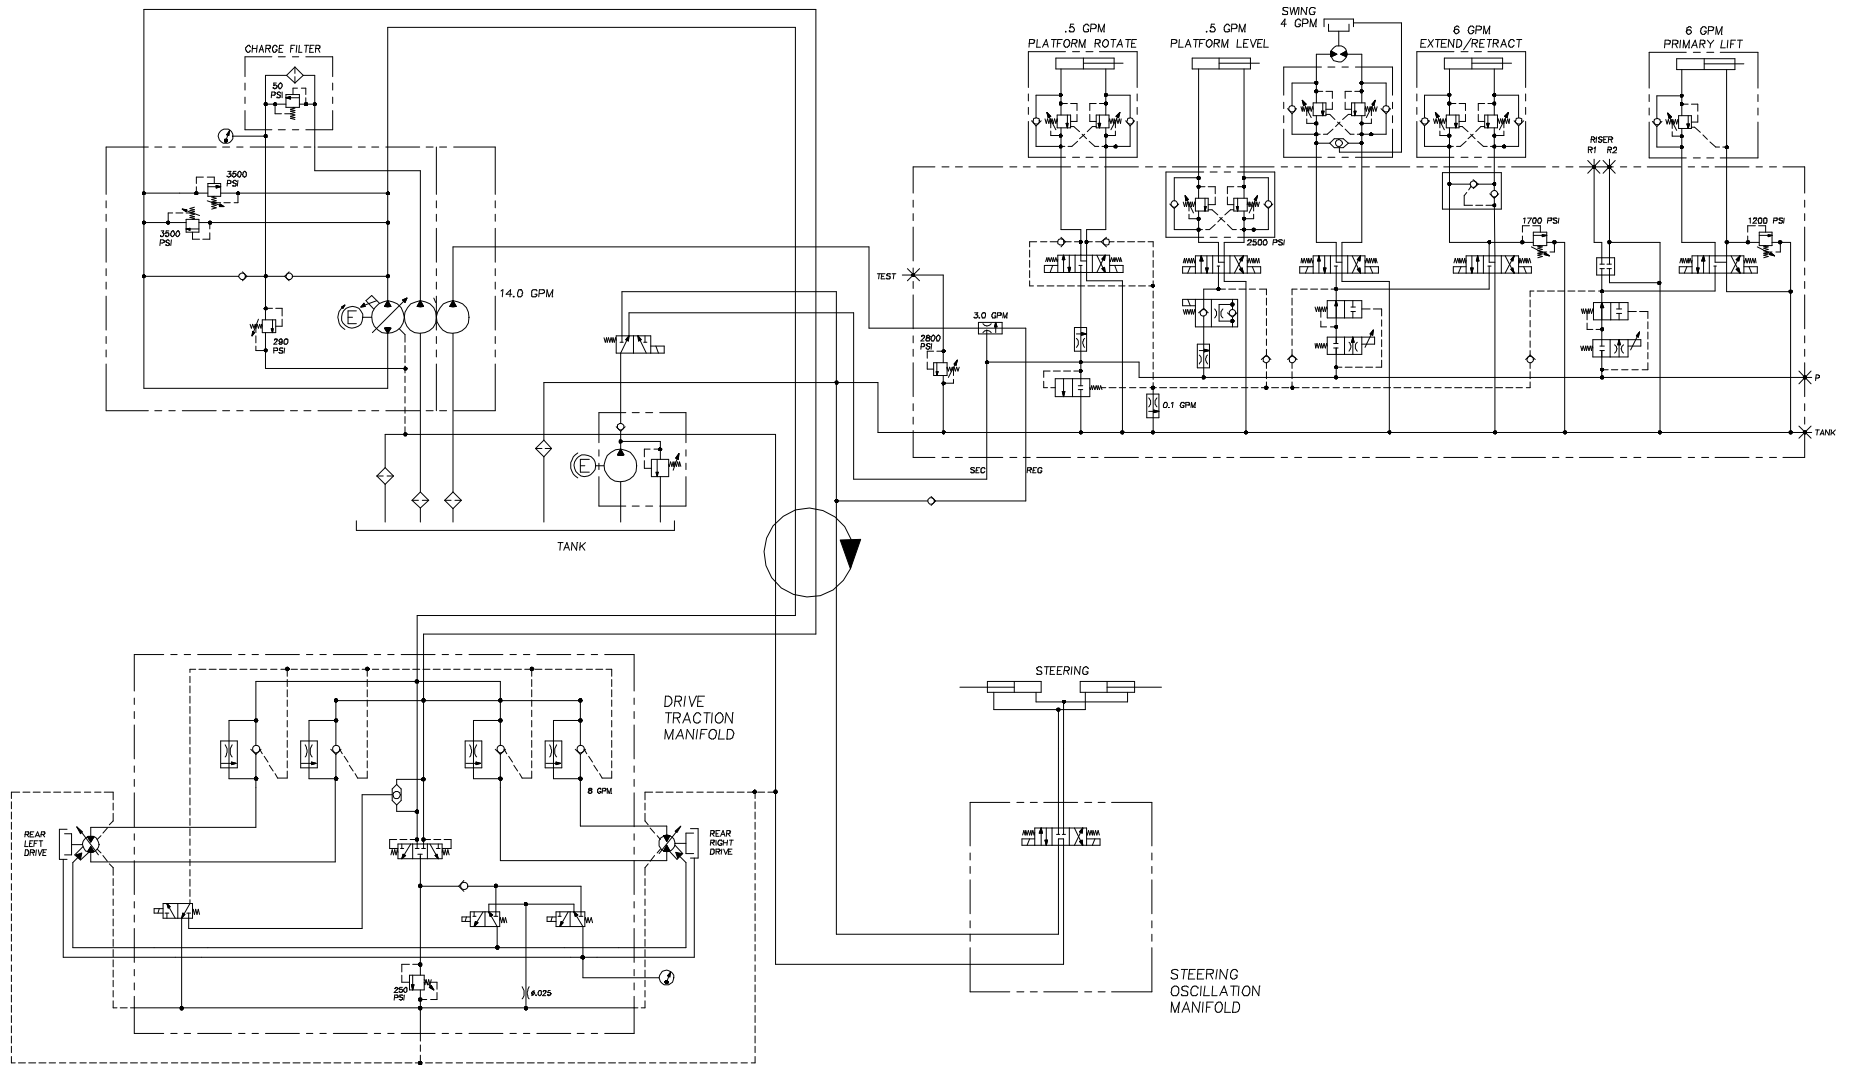 CHARGE FILTER
50
PSI
3500
PSI
3500
PSI
290
PSI
14.0 GPM
E
E
TANK
.5 GPM
PLATFORM ROTATE
.5 GPM
PLATFORM LEVEL
SWING
4 GPM
6 GPM
EXTEND/RETRACT
6 GPM
PRIMARY LIFT
RISER
R1 R2
2500 PSI
1700 PSI
1200 PSI
TEST
3.0 GPM
2800
PSI
0.1 GPM
P
TANK
SEC
REG
DRIVE
TRACTION
MANIFOLD
8 GPM
REAR
LEFT
DRIVE
REAR
RIGHT
DRIVE
250
PSI
ø.025
STEERING
STEERING
OSCILLATION
MANIFOLD